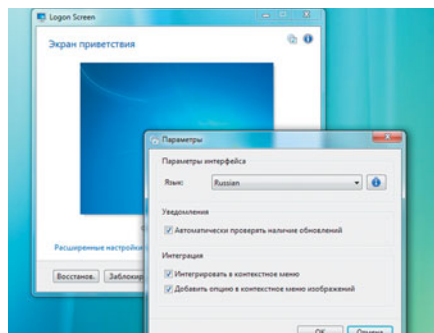 Logon Screen
Экран приветствия
Параметры
Параметры интерфейса
Язык:
Russian
Уведомления
Автоматически проверять наличие обновлений
Расширенные настройки
Интеграция
Восстанов.
Заблокир
Интегрировать в контекстное меню
Добавить опцию в контекстное меню изображений
OK
Отмена